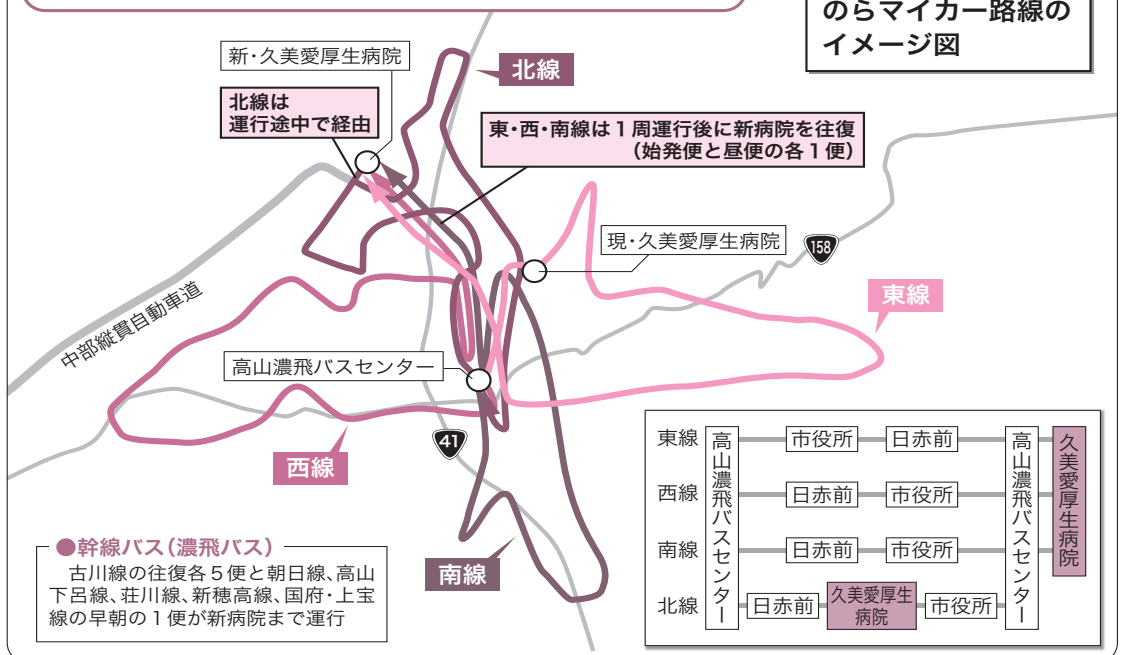 のらマイカー路線の
イメージ図
新・久美愛厚生病院
北線
北線は
運行途中で経由
東・西・南線は1周運行後に新病院を往復
(始発便と昼便の各1便)
現・久美愛厚生病院
158
東線
中部縦貫自動車道
高山濃飛バスセンター
41
西線
南線
●幹線バス(濃飛バス)
古川線の往復各5便と朝日線、高山
下呂線、荘川線、新穂高線、国府・上宝
線の早朝の1便が新病院まで運行
東線
市役所
日赤前
西線
日赤前
市役所
南線
日赤前
市役所
北線
日赤前
久美愛厚生
病院
市役所
高山濃飛バスセンター
高山濃飛バスセンター
久美愛厚生病院